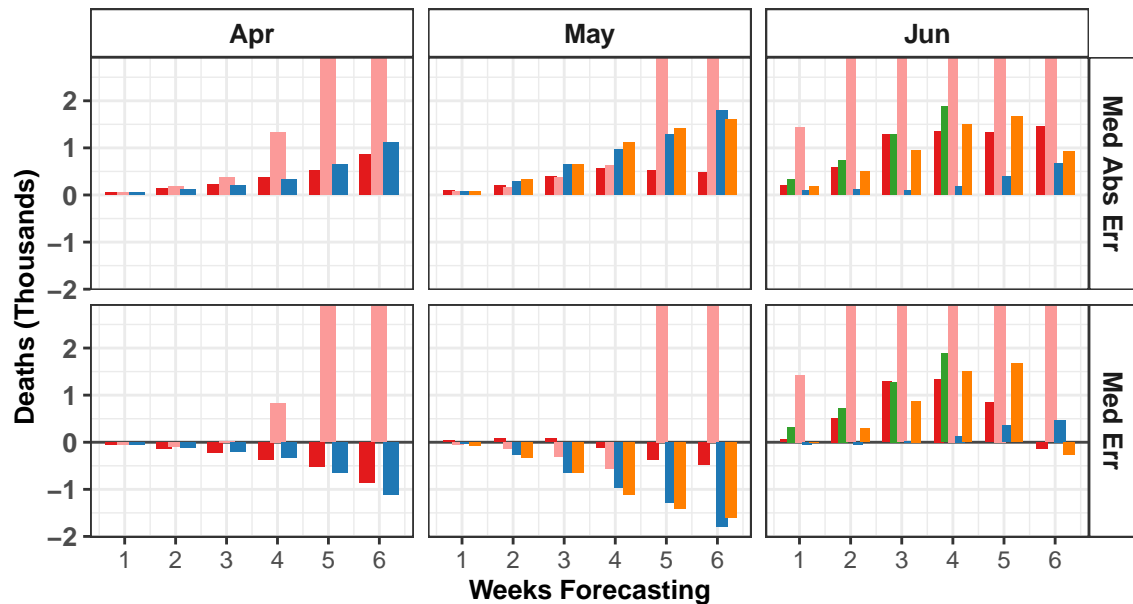 Apr May Jun
Deaths (Thousands)
2
1
0
−1
−2
Med Abs Err
2
1
0
−1
−2
Med Err
1 2 3 4 5 6 1 2 3 4 5 6 1 2 3 4 5 6
Weeks Forecasting